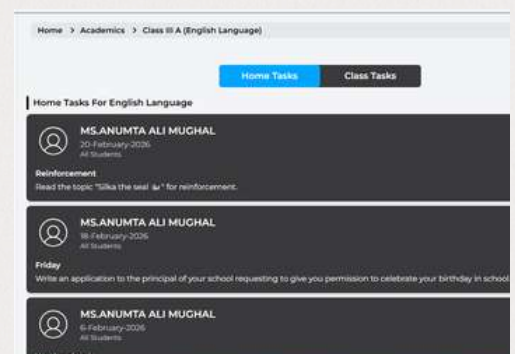 Home > Academics > Class III A (English Language)
Home Tasks Class Tasks
Home Tasks For English Language
MS.ANUMTA ALI MUGHAL
20-February-2026
All Students
Reinforcement
Read the topic "Silka the seal" for reinforcement.
MS.ANUMTA ALI MUGHAL
18-February-2026
All Students
Friday
Write an application to the principal of your school requesting to give you permission to celebrate your birthday in school
MS.ANUMTA ALI MUGHAL
6-February-2026
All Students